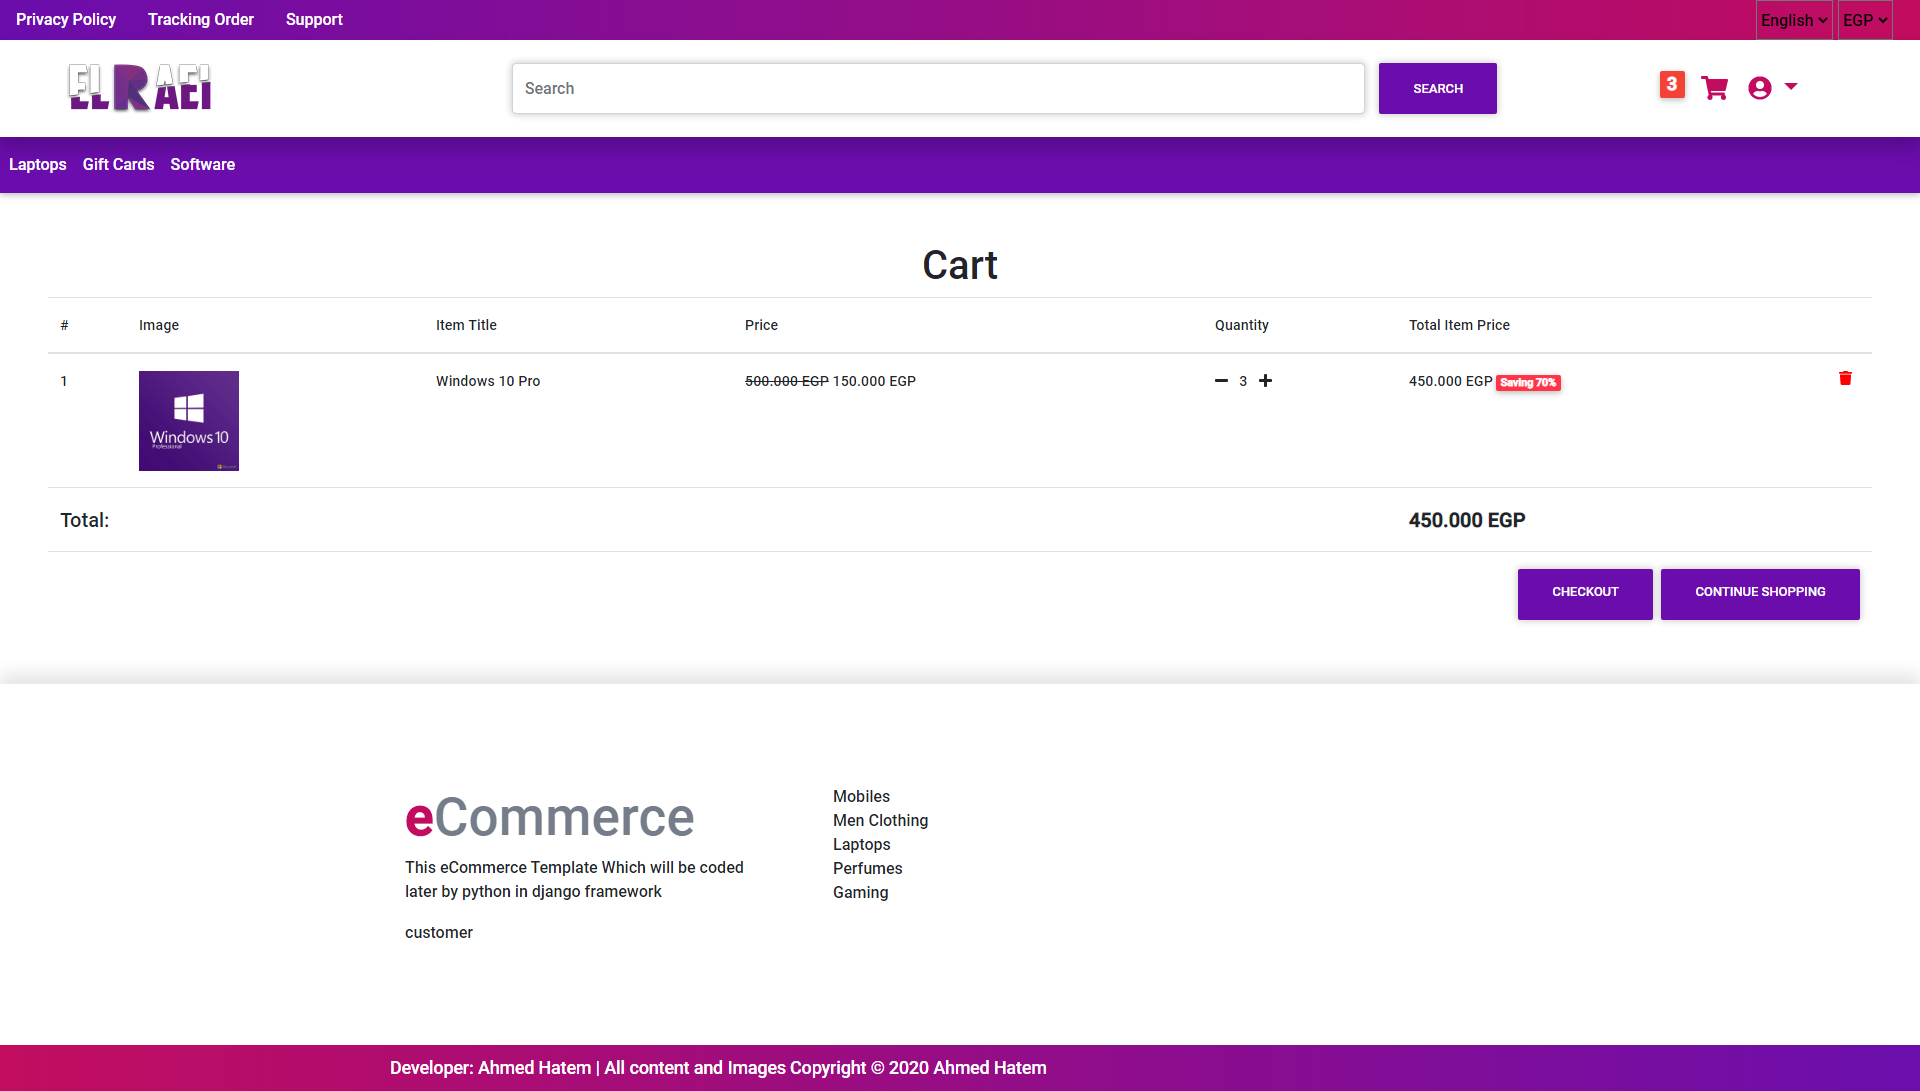 Privacy Policy Tracking Order Support English EGP
ELRAEI
Search SEARCH 3
Laptops Gift Cards Software
Cart
# Image Item Title Price Quantity Total Item Price
1 Windows 10 Pro 500.000 EGP 150.000 EGP 3 450.000 EGP Saving 70%
Windows 10
Professional
Total: 450.000 EGP
CHECKOUT CONTINUE SHOPPING
eCommerce
This eCommerce Template Which will be coded
later by python in django framework
customer
Mobiles
Men Clothing
Laptops
Perfumes
Gaming
Developer: Ahmed Hatem | All content and Images Copyright © 2020 Ahmed Hatem